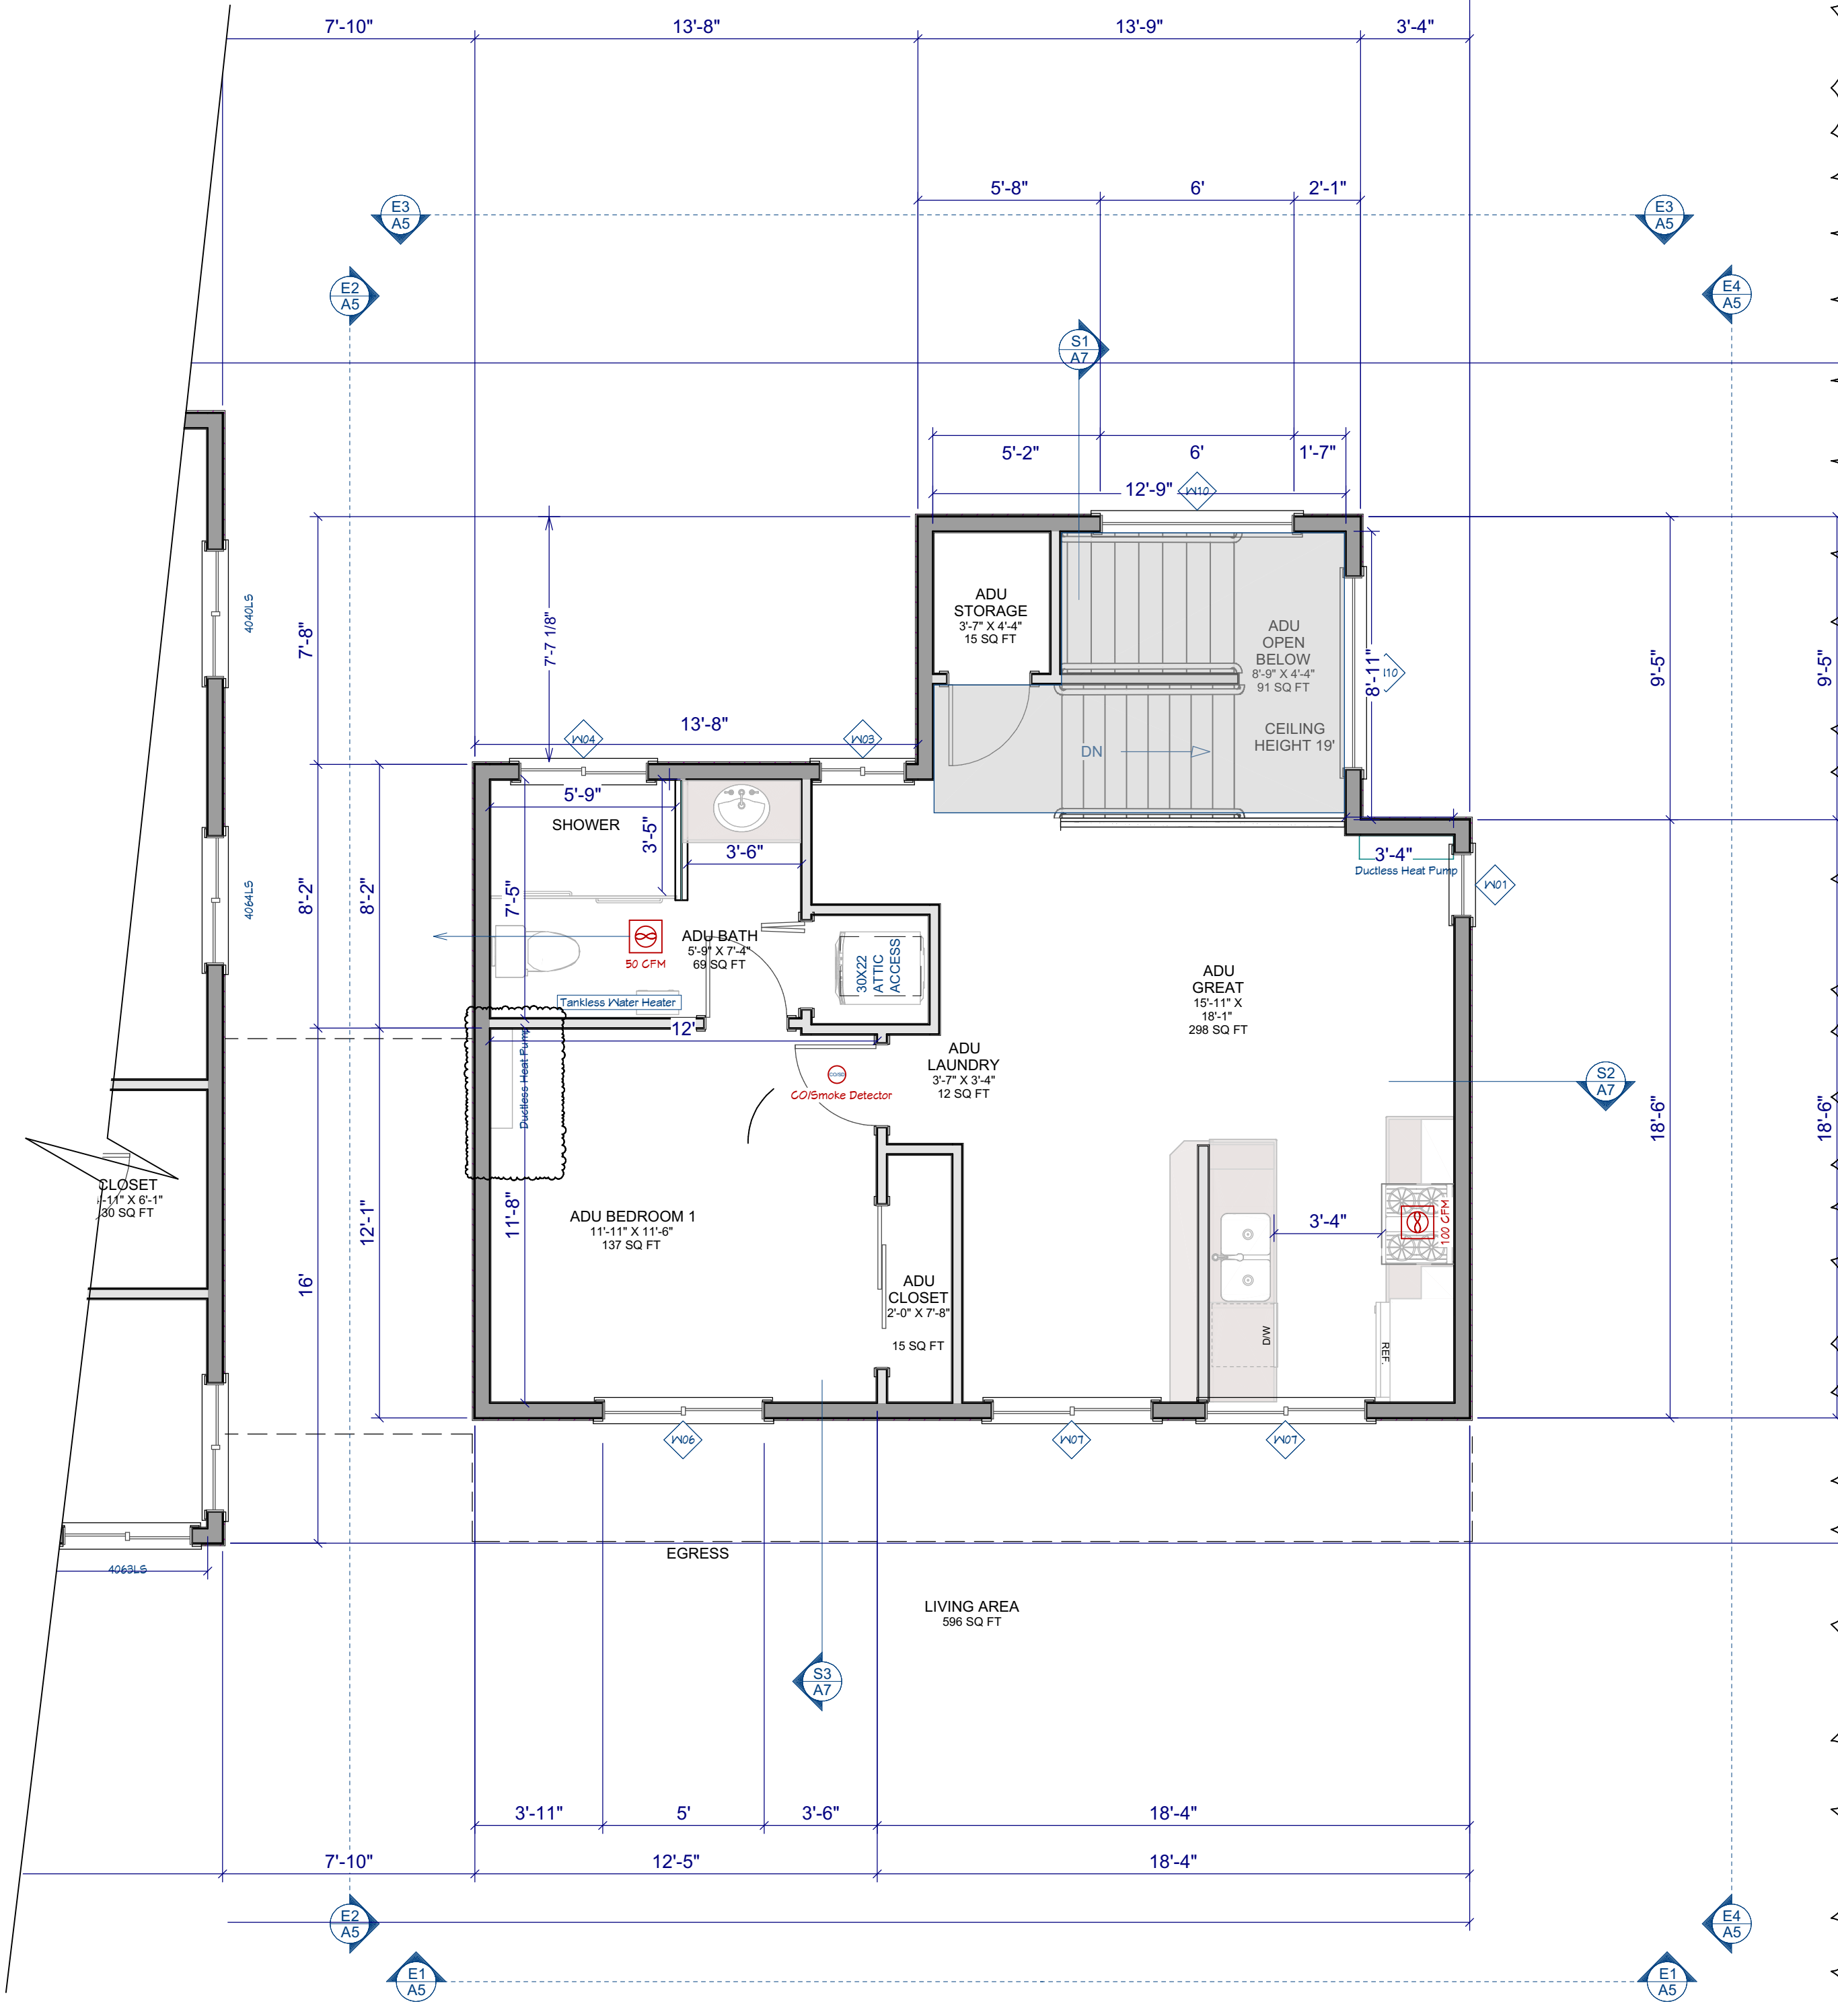 7'-10"
13'-8"
13'-9"
3'-4"
5'-8"
6'
2'-1"
E3
A5
E3
A5
E2
A5
E4
A5
S1
A7
5'-2"
6'
1'-7"
12'-9"
W10
4040LS
7'-8"
7'-7 1/8"
ADU
STORAGE
3'-7" X 4'-4"
15 SQ FT
ADU
OPEN
BELOW
8'-9" X 4'-4"
91 SQ FT
CEILING
HEIGHT 19'
8'-11"
9'-5"
9'-5"
13'-8"
W04
W03
DN
5'-9"
SHOWER
3'-5"
3'-6"
3'-4"
Ductless Heat Pump
W01
4064LS
8'-2"
8'-2"
7'-5"
ADU BATH
5'-9" X 7'-4"
69 SQ FT
50 CFM
30X22
ATTIC
ACCESS
Tankless Water Heater
ADU
GREAT
15'-11" X
18'-1"
298 SQ FT
12'
Ductless Heat Pump
CO/Smoke Detector
ADU
LAUNDRY
3'-7" X 3'-4"
12 SQ FT
S2
A7
18'-6"
18'-6"
CLOSET
-11" X 6'-1"
30 SQ FT
12'-1"
11'-8"
ADU BEDROOM 1
11'-11" X 11'-6"
137 SQ FT
3'-4"
100 CFM
16'
ADU
CLOSET
2'-0" X 7'-8"
15 SQ FT
D/W
REF.
W06
W07
W07
EGRESS
4063LS
LIVING AREA
596 SQ FT
S3
A7
3'-11"
5'
3'-6"
18'-4"
7'-10"
12'-5"
18'-4"
E2
A5
E4
A5
E1
A5
E1
A5